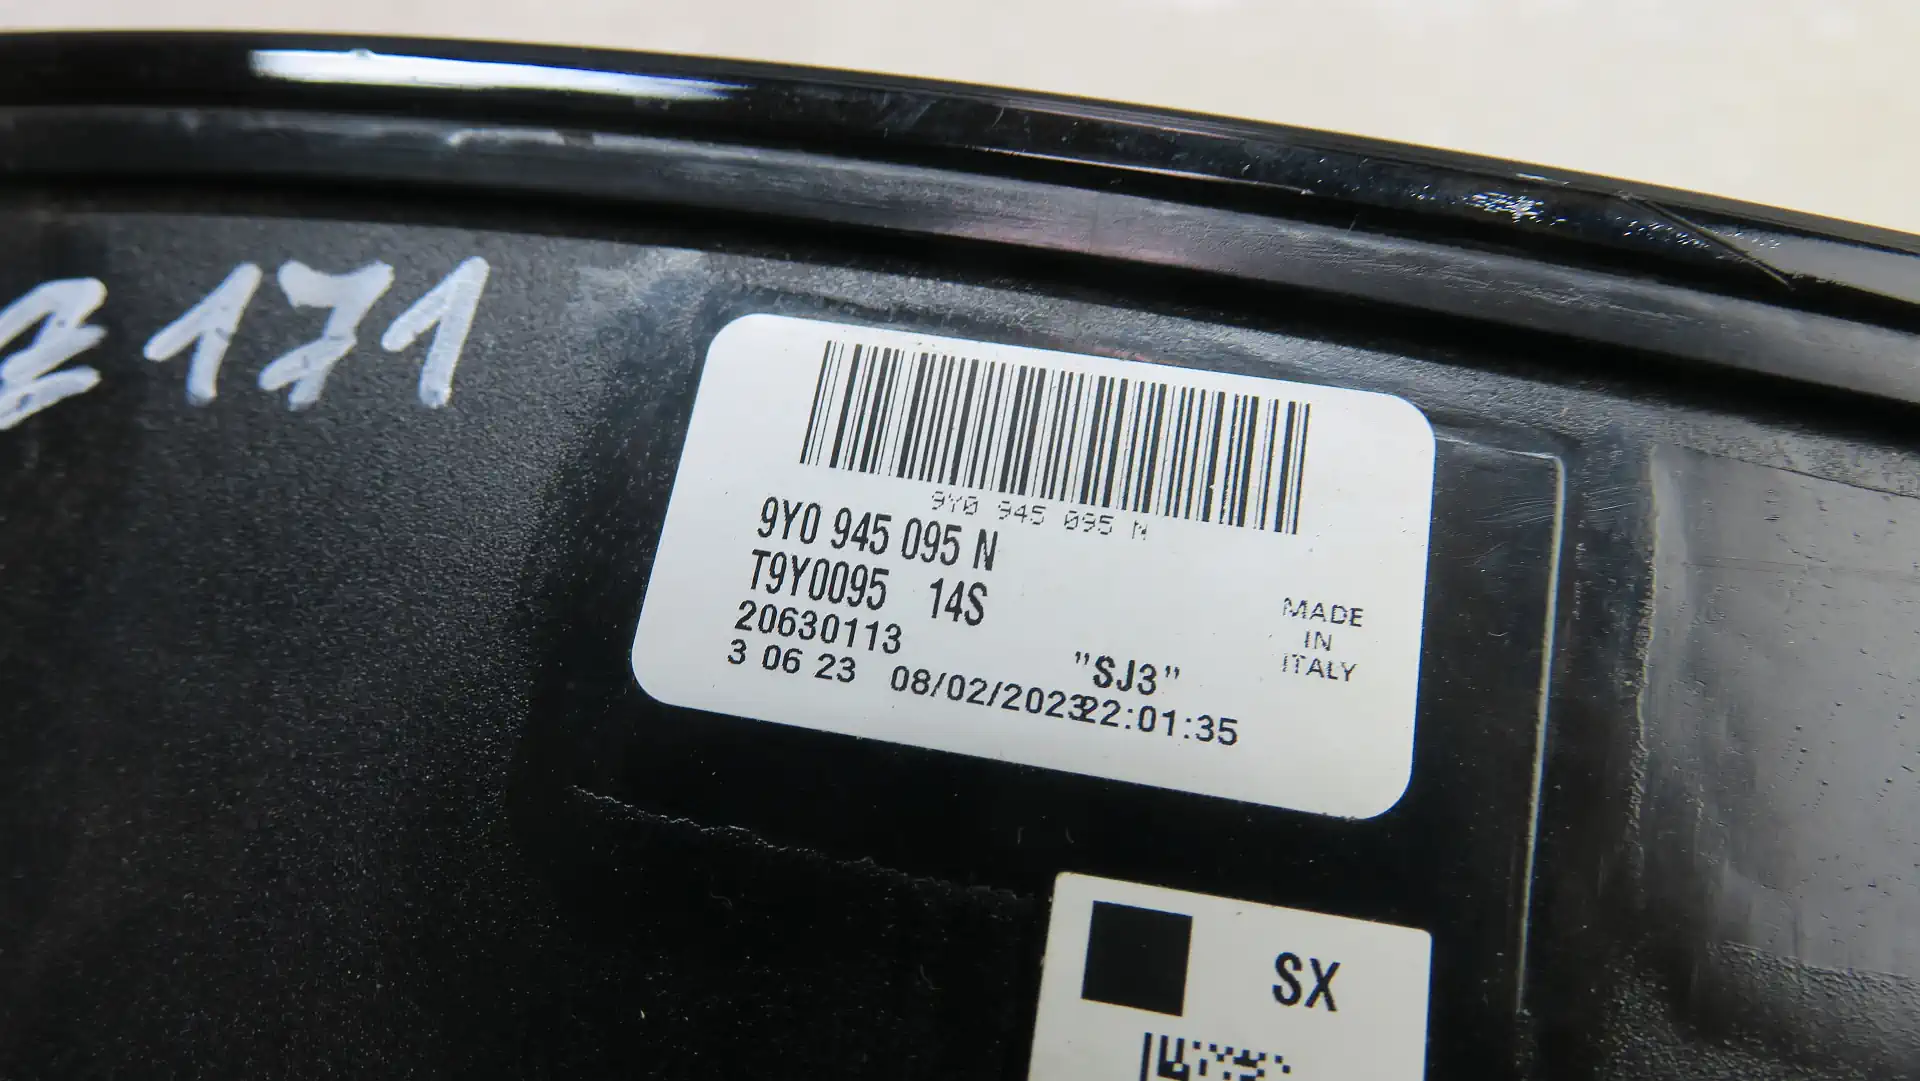 171
9Y0 945 095 N
9Y0 945 095 N
T9Y0095 14S
20630113
"SJ3"
3 06 23 08/02/2023 22:01:35
MADE
IN
ITALY
SX